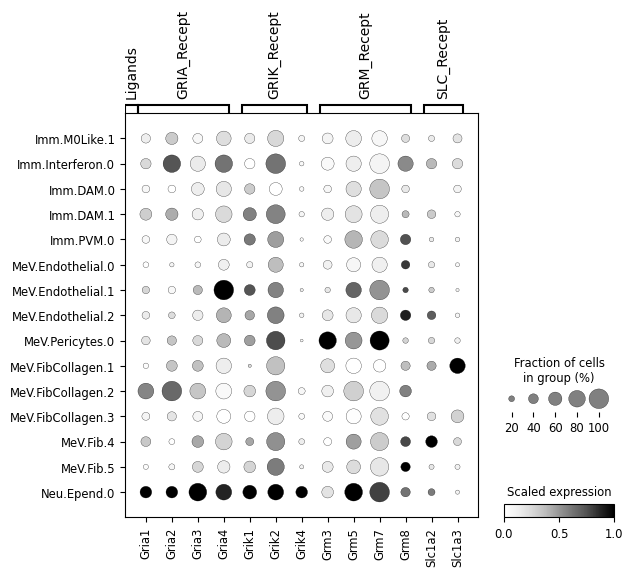 Ligands
GRIA_Recept
GRIK_Recept
GRM_Recept
SLC_Recept
Imm.M0Like.1
Imm.Interferon.0
Imm.DAM.0
Imm.DAM.1
Imm.PVM.0
MeV.Endothelial.0
MeV.Endothelial.1
MeV.Endothelial.2
MeV.Pericytes.0
MeV.FibCollagen.1
MeV.FibCollagen.2
MeV.FibCollagen.3
MeV.Fib.4
MeV.Fib.5
Neu.Epend.0
Gria1
Gria2
Gria3
Gria4
Grik1
Grik2
Grik4
Grm3
Grm5
Grm7
Grm8
Slc1a2
Slc1a3
Fraction of cells
in group (%)
20 40 60 80 100
Scaled expression
0.0 0.5 1.0